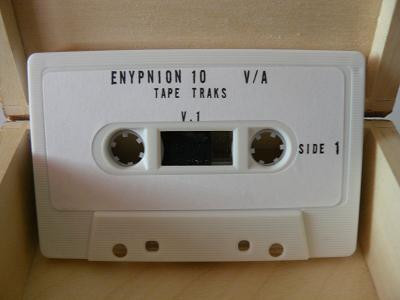 ENYPNION 10 V/A
TAPE TRAKS
V.1
SIDE 1